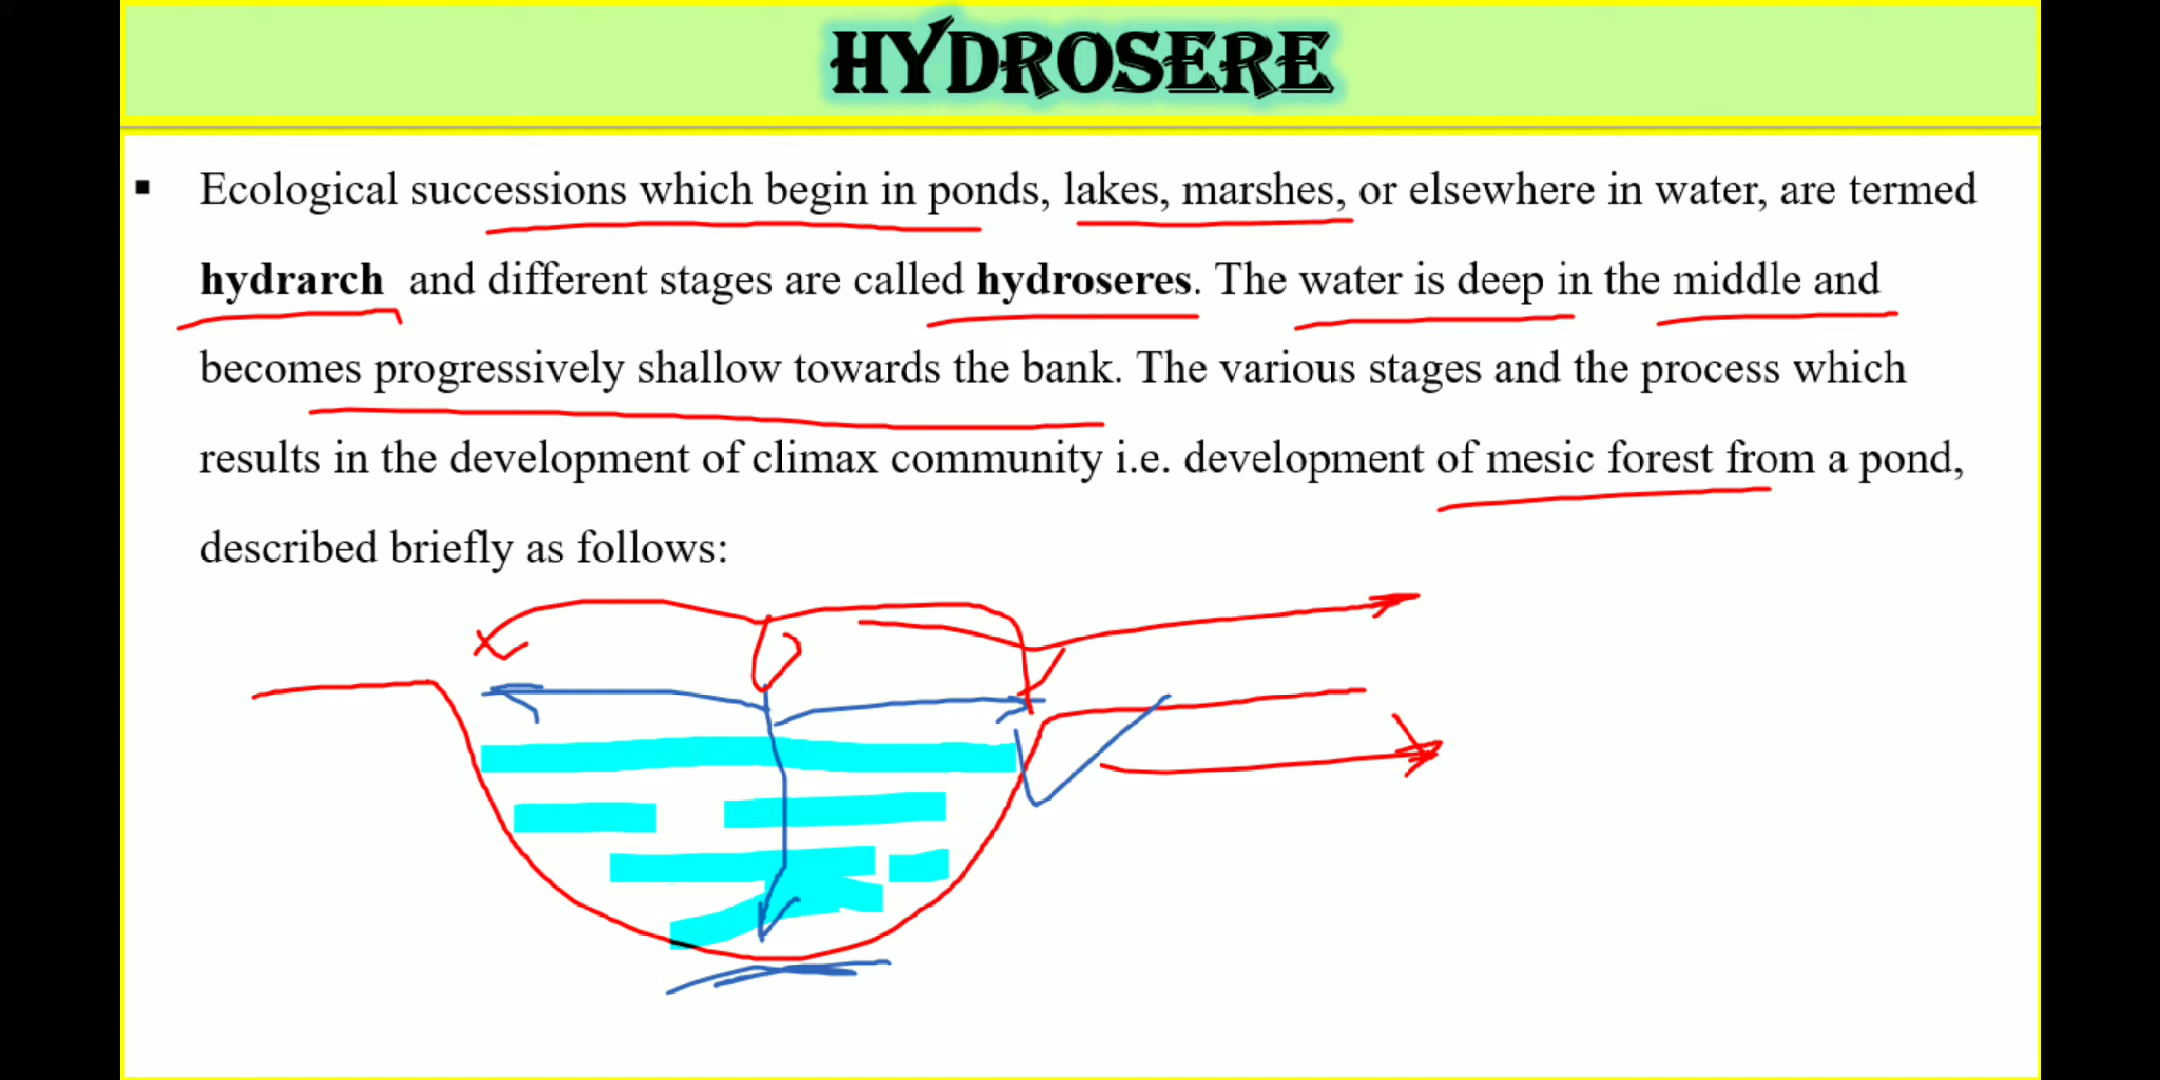 HYDROSERE
▪ Ecological successions which begin in ponds, lakes, marshes, or elsewhere in water, are termed
hydrarch and different stages are called hydroseres. The water is deep in the middle and
becomes progressively shallow towards the bank. The various stages and the process which
results in the development of climax community i.e. development of mesic forest from a pond,
described briefly as follows: